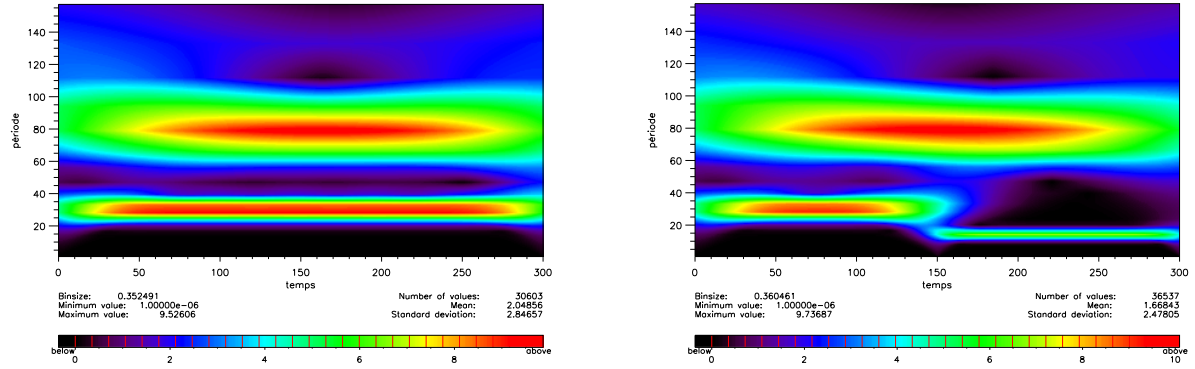 140
120
100
80
60
40
20
période
0 50 100 150 200 250 300
temps
Binsize: 0.352491 Number of values: 30603
Minimum value: 1.00000e-06 Mean: 2.04856
Maximum value: 9.52606 Standard deviation: 2.84657
below above
0 2 4 6 8
140
120
100
80
60
40
20
période
0 50 100 150 200 250 300
temps
Binsize: 0.360461 Number of values: 36537
Minimum value: 1.00000e-06 Mean: 1.66843
Maximum value: 9.73687 Standard deviation: 2.47805
below above
0 2 4 6 8 10